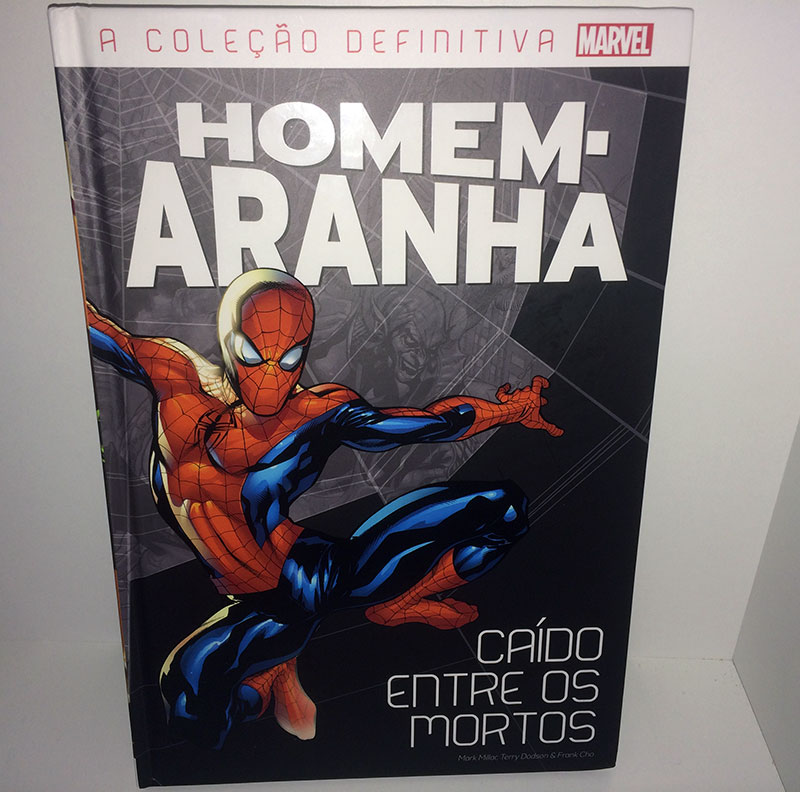 A COLEÇÃO DEFINITIVA MARVEL
HOMEM-
ARANHA
CAÍDO
ENTRE OS
MORTOS
Mark Millar, Terry Dodson & Frank Cho